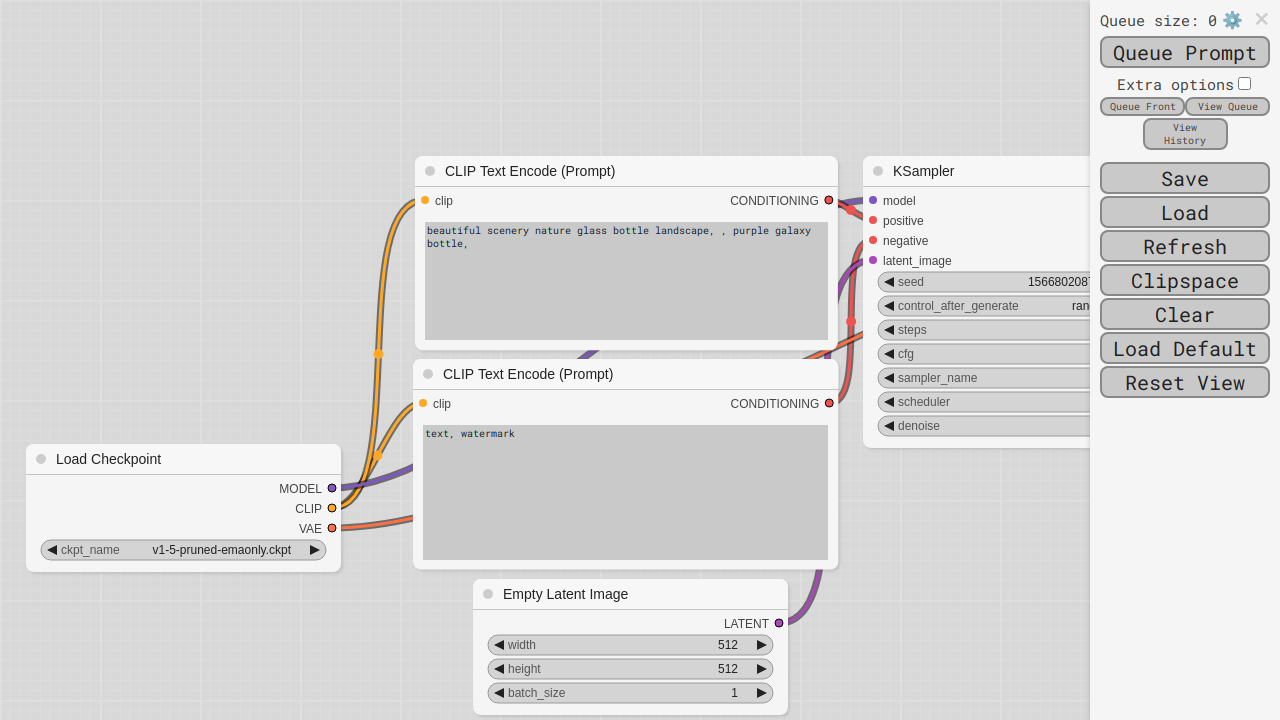 Queue size: 0
Queue Prompt
Extra options
Queue Front
View Queue
View
History
Save
Load
Refresh
Clipspace
Clear
Load Default
Reset View
CLIP Text Encode (Prompt)
clip
CONDITIONING
beautiful scenery nature glass bottle landscape, , purple galaxy
bottle,
KSampler
model
positive
negative
latent_image
seed 1566802087
control_after_generate ran
steps
cfg
sampler_name
scheduler
denoise
CLIP Text Encode (Prompt)
clip
CONDITIONING
text, watermark
Load Checkpoint
MODEL
CLIP
VAE
ckpt_name v1-5-pruned-emaonly.ckpt
Empty Latent Image
LATENT
width 512
height 512
batch_size 1